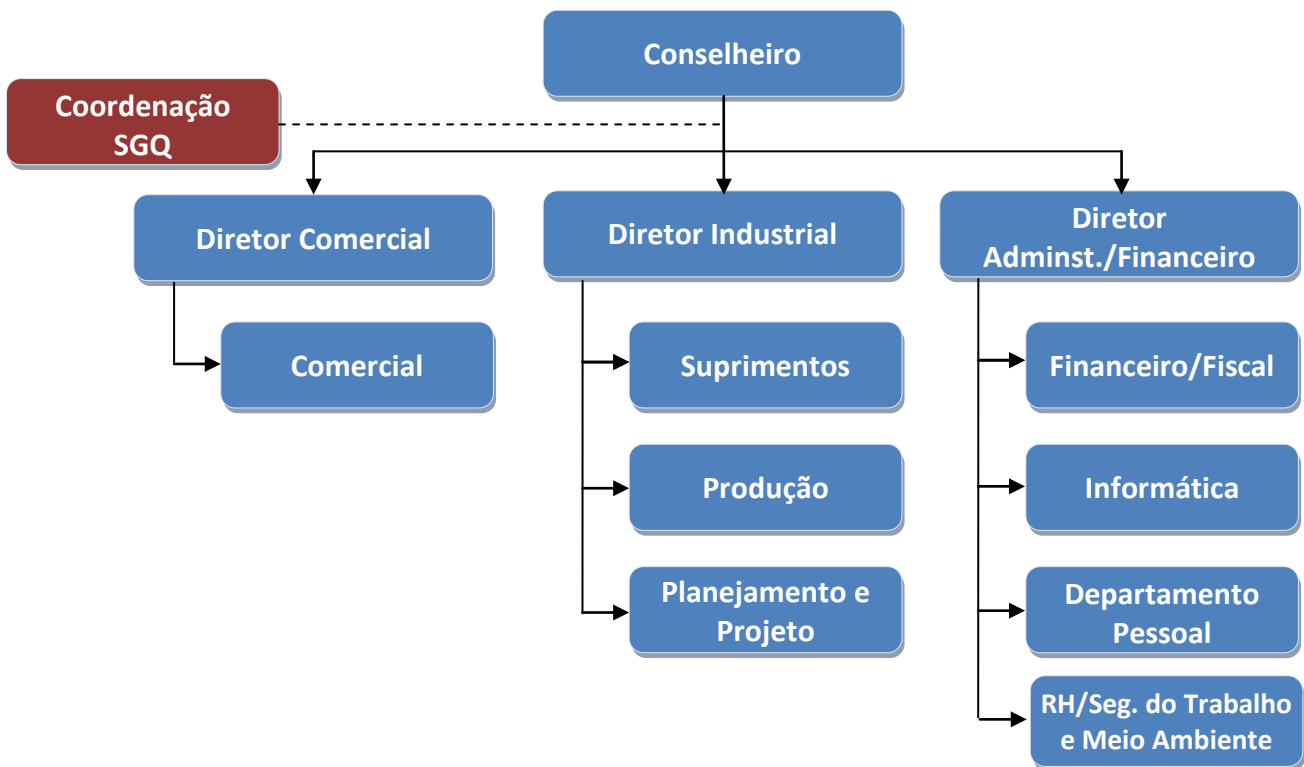 Conselheiro
Coordenação
SGQ
Diretor Comercial
Diretor Industrial
Diretor
Adminst./Financeiro
Comercial
Suprimentos
Financeiro/Fiscal
Produção
Informática
Planejamento e
Projeto
Departamento
Pessoal
RH/Seg. do Trabalho
e Meio Ambiente